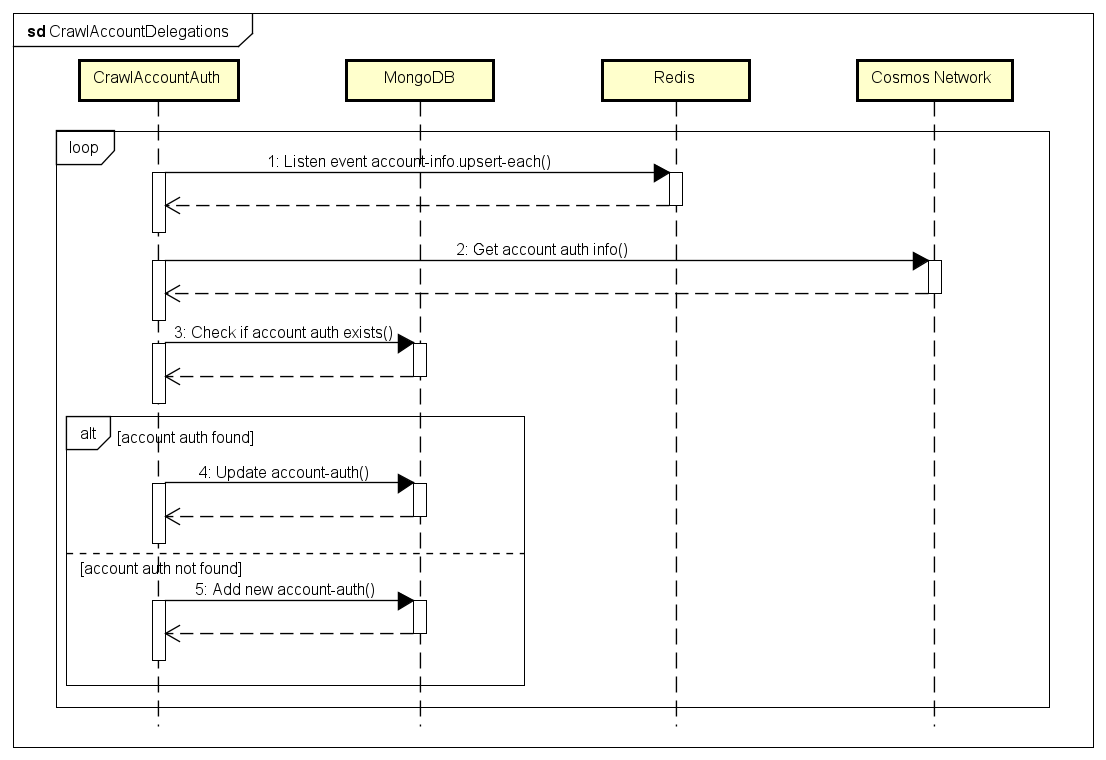 sd CrawlAccountDelegations
CrawlAccountAuth
MongoDB
Redis
Cosmos Network
loop
1: Listen event account-info.upsert-each()
2: Get account auth info()
3: Check if account auth exists()
alt
[account auth found]
4: Update account-auth()
[account auth not found]
5: Add new account-auth()